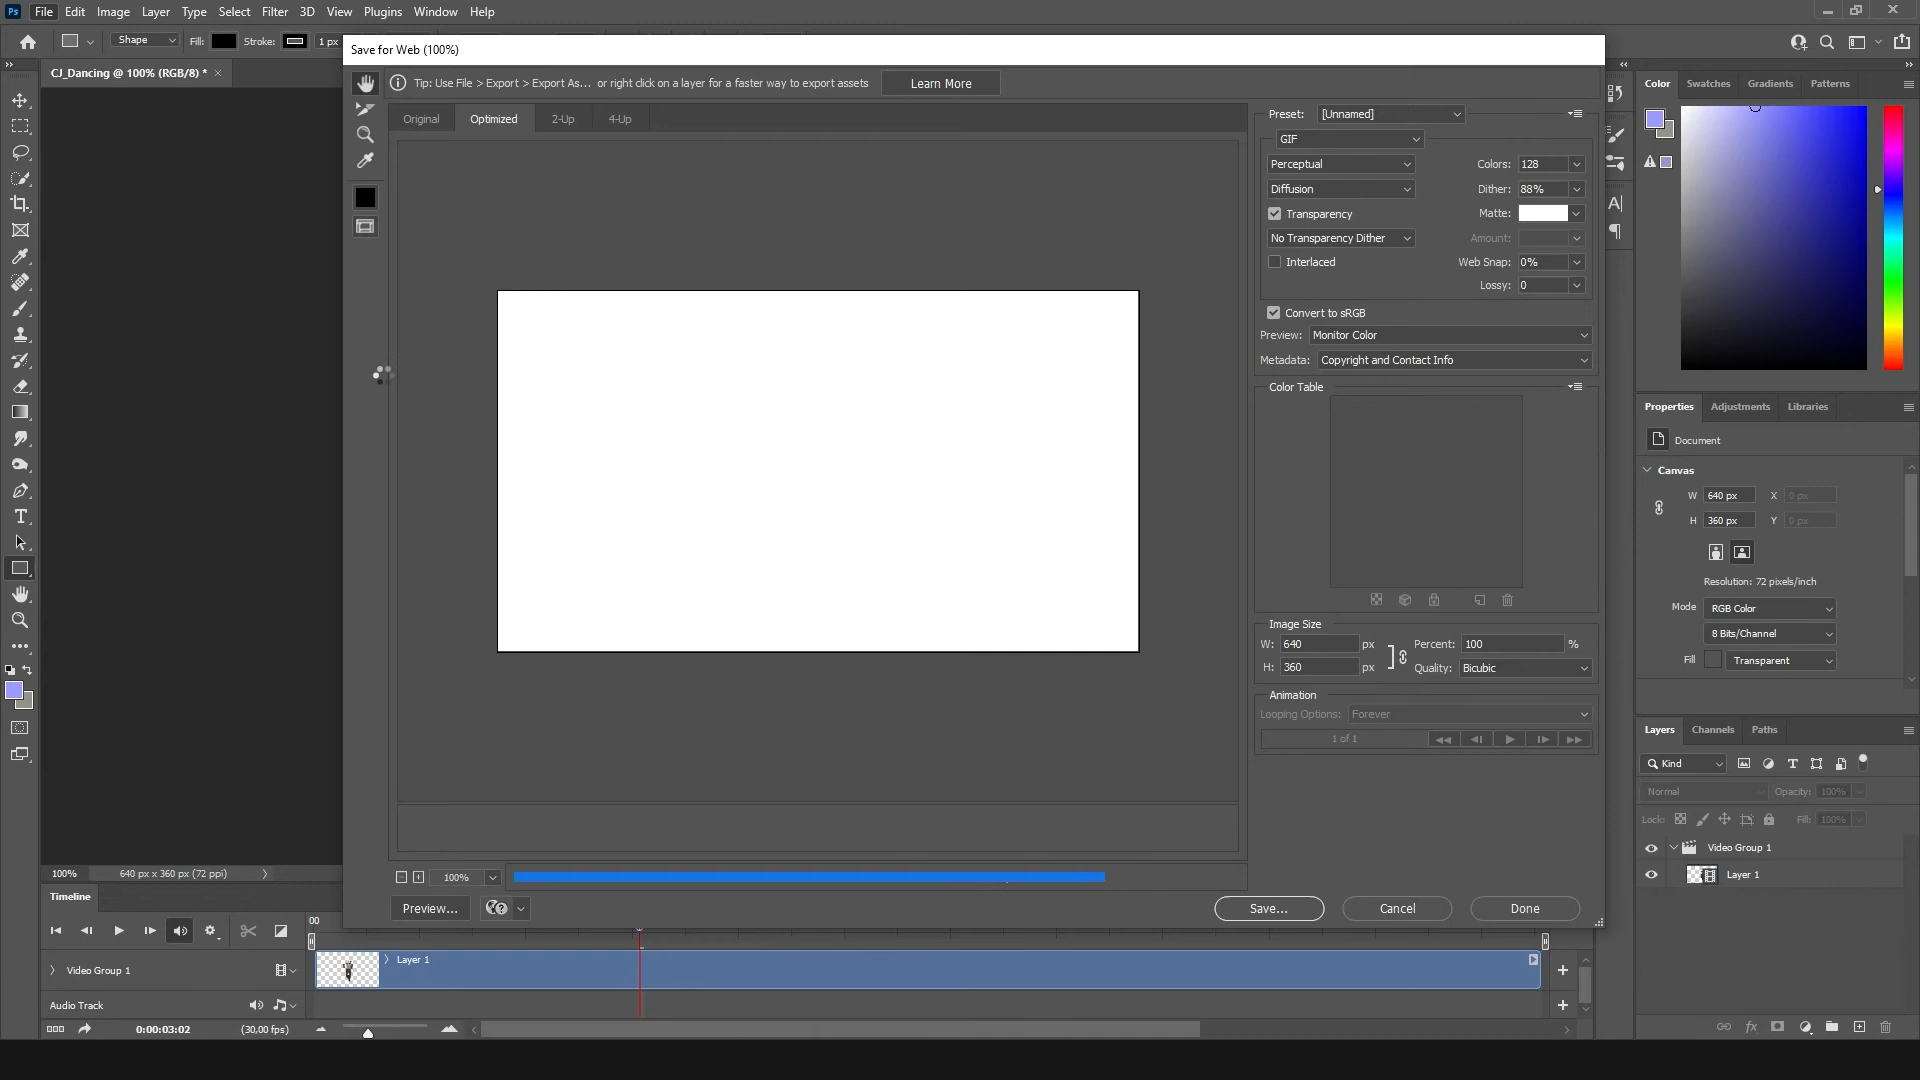 Ps File Edit Image Layer Type Select Filter 3D View Plugins Window Help
Shape Fill: Stroke: 1 px
CJ_Dancing @ 100% (RGB/8) * ×
Save for Web (100%)
Tip: Use File > Export > Export As... or right click on a layer for a faster way to export assets
Learn More
Original Optimized 2-Up 4-Up
Preset: [Unnamed]
GIF
Perceptual Colors: 128
Diffusion Dither: 88%
Transparency Matte:
No Transparency Dither Amount:
Interlaced Web Snap: 0%
Lossy: 0
Convert to sRGB
Preview: Monitor Color
Metadata: Copyright and Contact Info
Color Table
Image Size
W: 640 px Percent: 100 %
H: 360 px Quality: Bicubic
Animation
Looping Options: Forever
1 of 1
100%
Preview... Save... Cancel Done
Color Swatches Gradients Patterns
Properties Adjustments Libraries
Document
Canvas
W 640 px X 0 px
H 360 px Y 0 px
Resolution: 72 pixels/inch
Mode RGB Color
8 Bits/Channel
Fill Transparent
Layers Channels Paths
Kind
Normal Opacity: 100%
Lock: Fill: 100%
Video Group 1
Layer 1
100% 640 px x 360 px (72 ppi)
Timeline
00
Video Group 1 Layer 1
Audio Track
0:00:03:02 (30,00 fps)